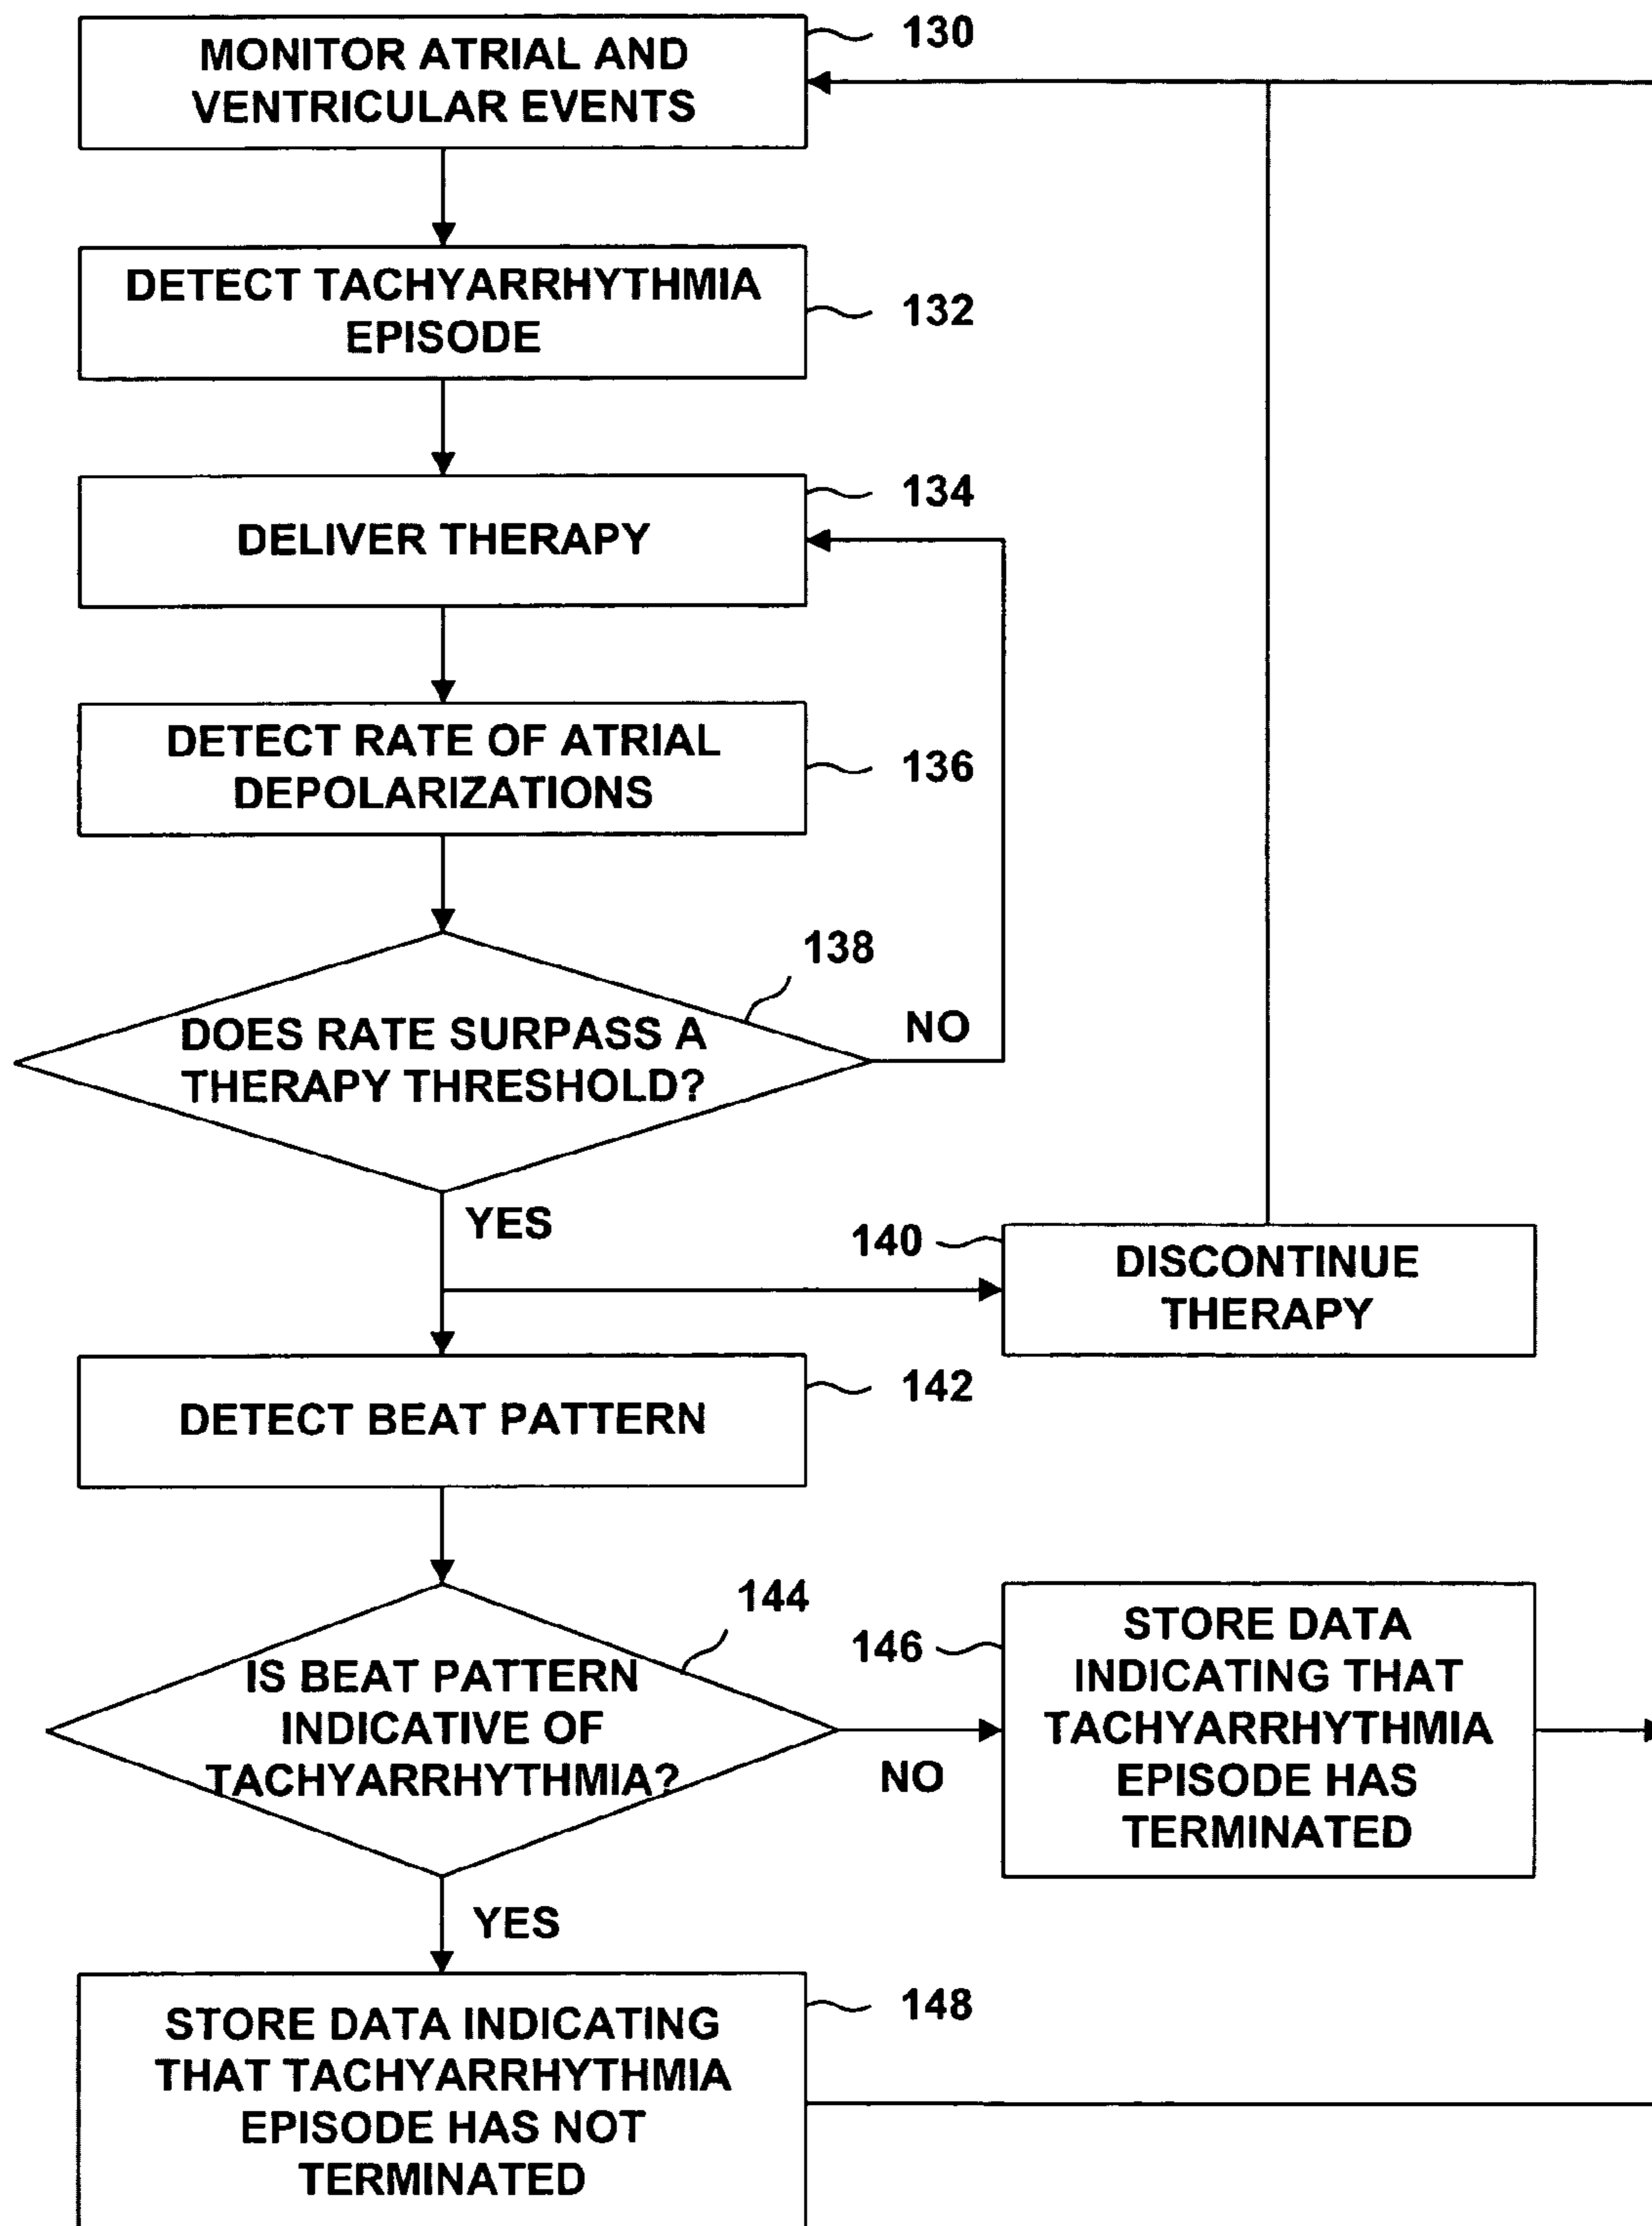 MONITOR ATRIAL AND
VENTRICULAR EVENTS
130
DETECT TACHYARRHYTHMIA
EPISODE
132
DELIVER THERAPY
134
DETECT RATE OF ATRIAL
DEPOLARIZATIONS
136
DOES RATE SURPASS A
THERAPY THRESHOLD?
138
NO
YES
140
DISCONTINUE
THERAPY
DETECT BEAT PATTERN
142
IS BEAT PATTERN
INDICATIVE OF
TACHYARRHYTHMIA?
144
NO
146
STORE DATA
INDICATING THAT
TACHYARRHYTHMIA
EPISODE HAS
TERMINATED
YES
STORE DATA INDICATING
THAT TACHYARRHYTHMIA
EPISODE HAS NOT
TERMINATED
148